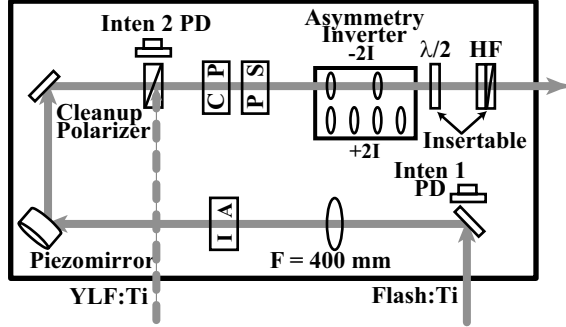 Inten 2 PD
Asymmetry
Inverter
-2I
λ/2
HF
C P
P S
Cleanup
Polarizer
Insertable
+2I
Inten 1
PD
I A
Piezomirror
F = 400 mm
YLF:Ti
Flash:Ti